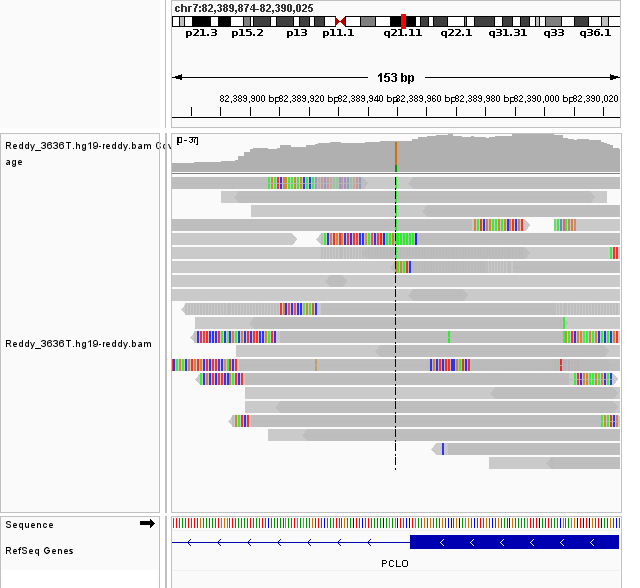 chr7:82,389,874-82,390,025
p21.3 p15.2 p13 p11.1 q21.11 q22.1 q31.31 q33 q36.1
153 bp
82,389,900 bp 82,389,920 bp 82,389,940 bp 82,389,960 bp 82,389,980 bp 82,390,000 bp 82,390,020
[0 - 37]
Reddy_3636T.hg19-reddy.bam Cov
age
Reddy_3636T.hg19-reddy.bam
Sequence
RefSeq Genes
PCLO